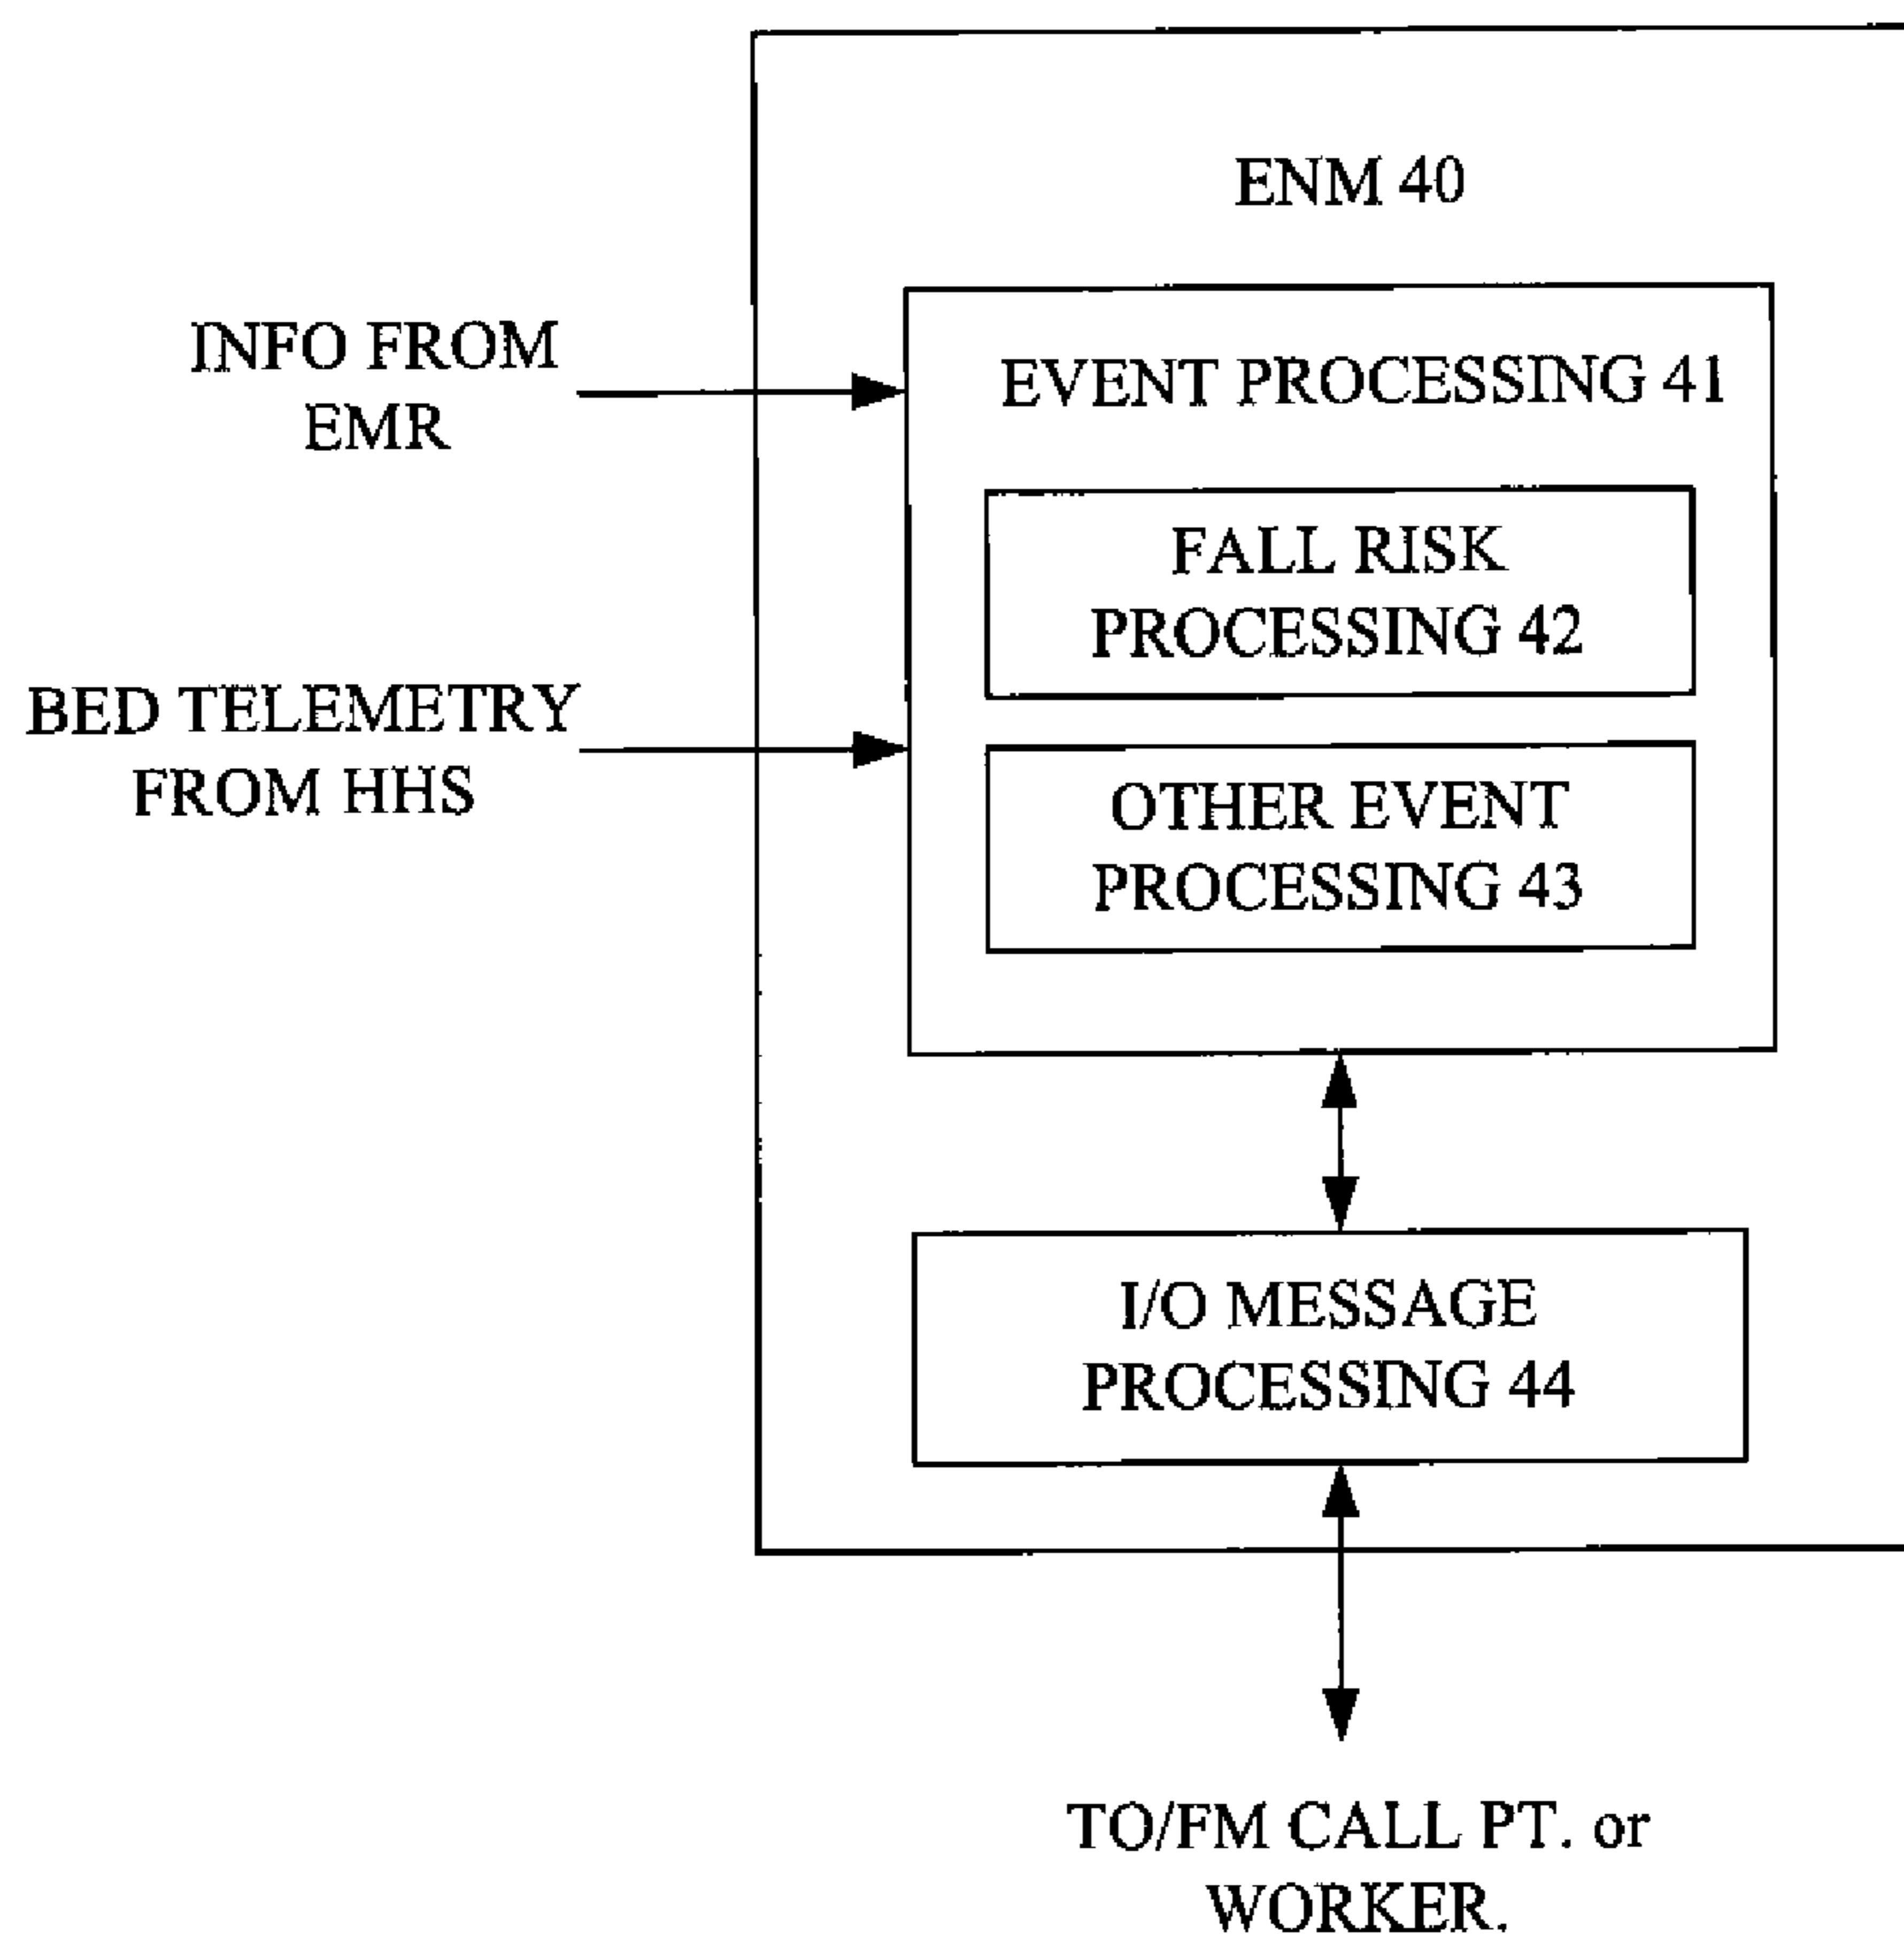 ENM 40
INFO FROM
EMR
EVENT PROCESSING 41
FALL RISK
PROCESSING 42
BED TELEMETRY
FROM HHS
OTHER EVENT
PROCESSING 43
I/O MESSAGE
PROCESSING 44
TO/FM CALL PT. or
WORKER.